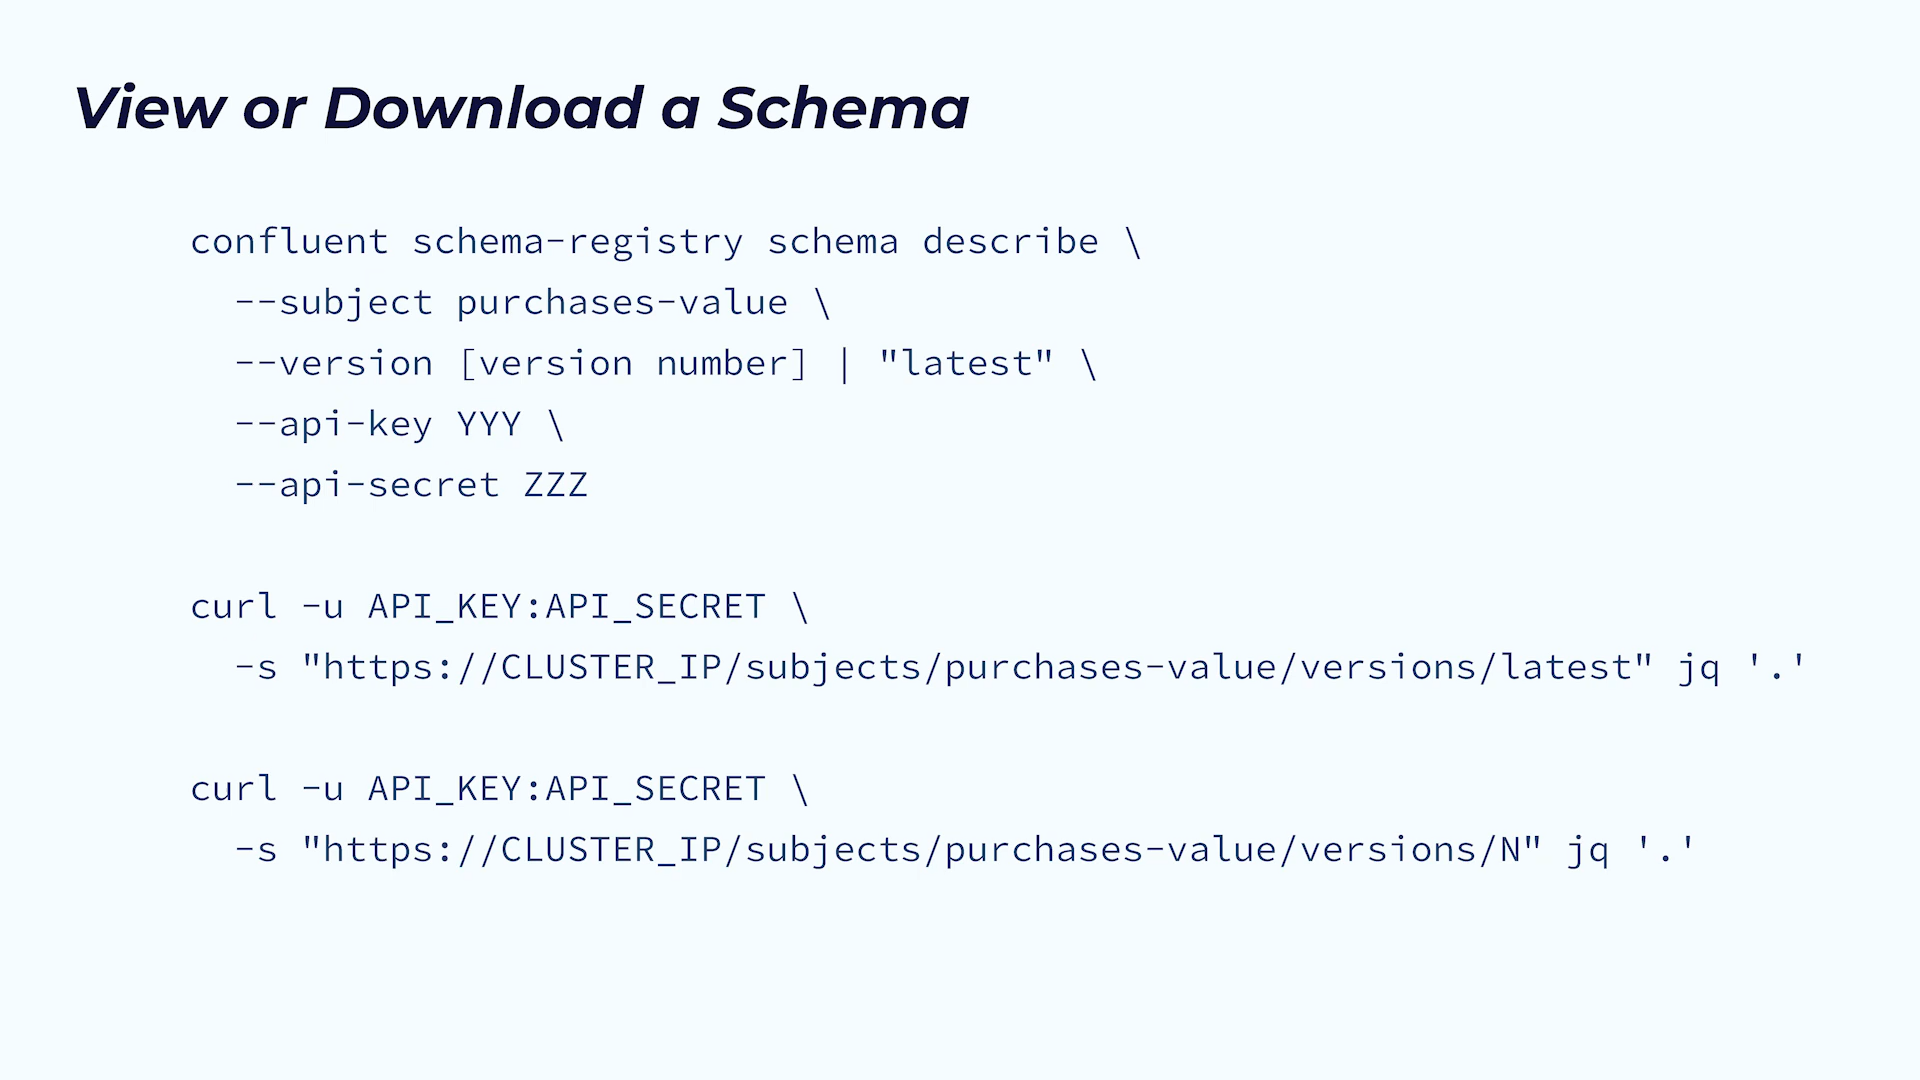 View or Download a Schema
confluent schema-registry schema describe \
--subject purchases-value \
--version [version number] | "latest" \
--api-key YYY \
--api-secret ZZZ
curl -u API_KEY:API_SECRET \
-s "https://CLUSTER_IP/subjects/purchases-value/versions/latest" jq '.'
curl -u API_KEY:API_SECRET \
-s "https://CLUSTER_IP/subjects/purchases-value/versions/N" jq '.'